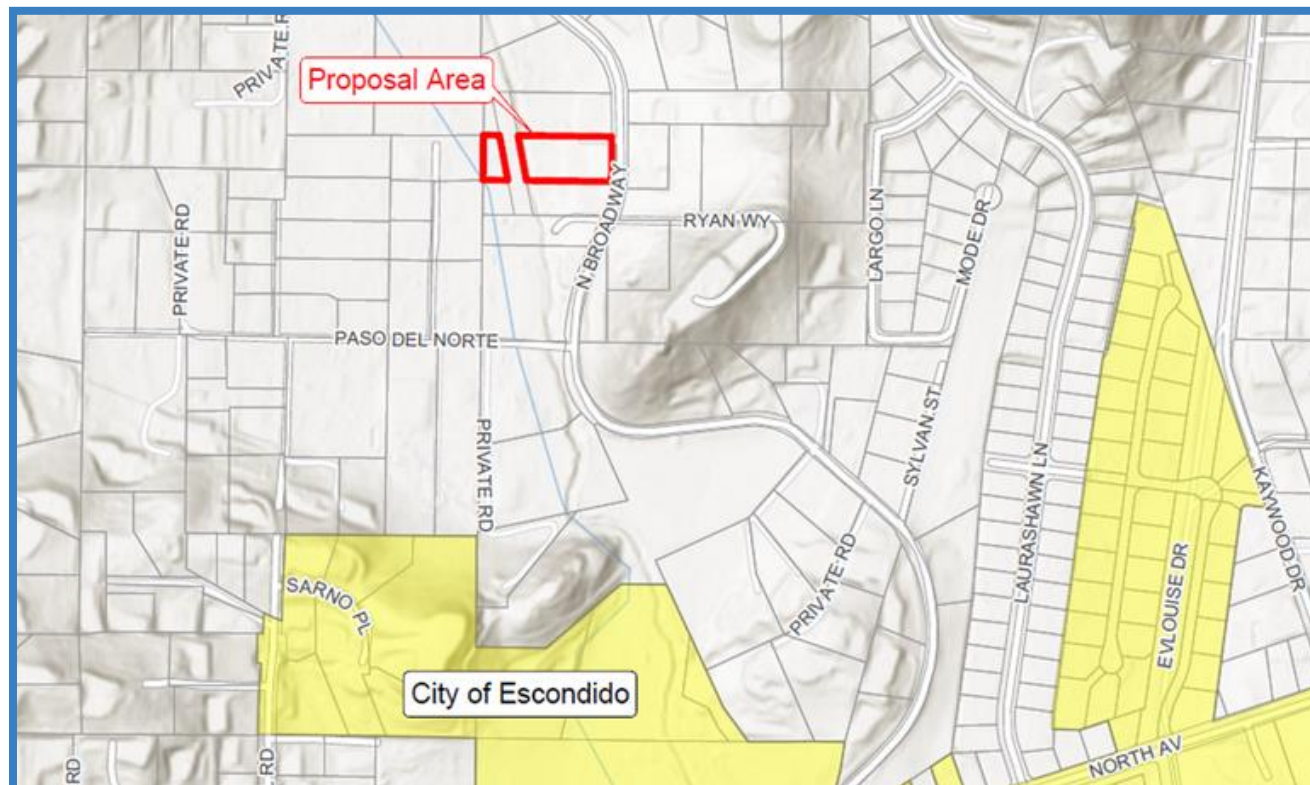 PRIVATE R
PRIVATE.R
Proposal Area
N. BROADWAY
RYAN WY
LARGO LN
MODE DR
PRIVATE RD
PASO DEL NORTE
PRIVATE RD
SYLVAN ST
LAURASHAWN LN
PRIVATE RD
KAYWOOD DR
EVLOUISE DR
SARNO PL
City of Escondido
NORTH AV
RD
RD